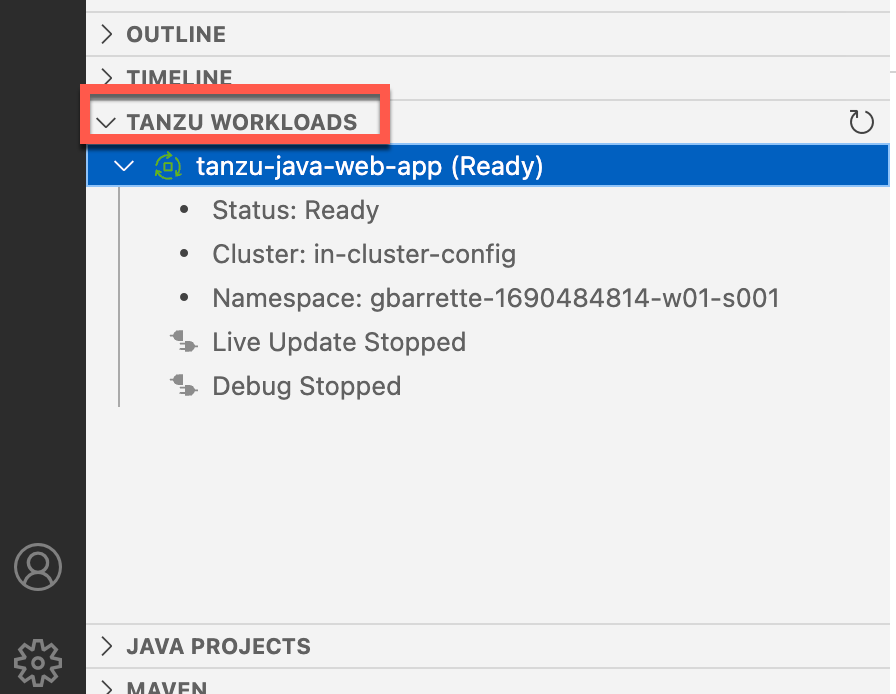 OUTLINE
TIMELINE
TANZU WORKLOADS
tanzu-java-web-app (Ready)
Status: Ready
Cluster: in-cluster-config
Namespace: gbarrette-1690484814-w01-s001
Live Update Stopped
Debug Stopped
JAVA PROJECTS
MAVEN